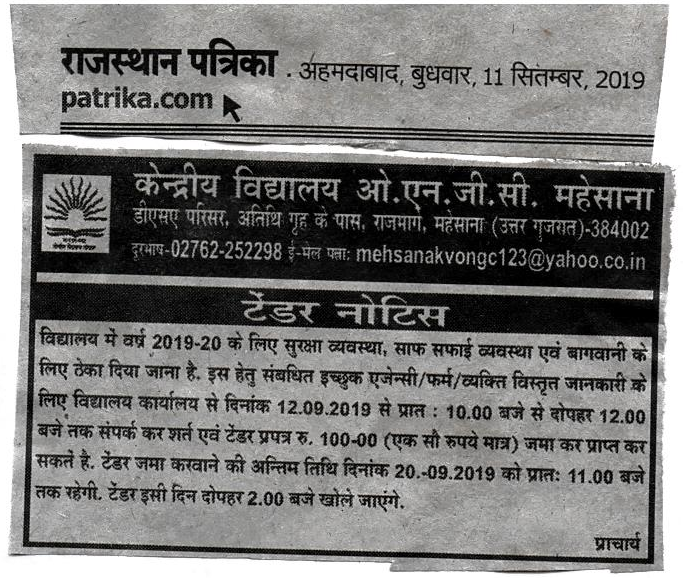 राजस्थान पत्रिका . अहमदाबाद, बुधवार, 11 सितम्बर, 2019
patrika.com
केन्द्रीय विद्यालय ओ.एन.जी.सी. महेसाना
डीएसए परिसर, अतिथि गृह के पास, राजमार्ग, महेसाना (उत्तर गुजरात)-384002
दुरभाष-02762-252298 ई-मेल पत्ताः mehsanakvongc123@yahoo.co.in
टेंडर नोटिस
विद्यालय में वर्ष 2019-20 के लिए सुरक्षा व्यवस्था, साफ सफाई व्यवस्था एवं बागवानी को
लिए ठेका दिया जाना है. इस हेतु संबधित इच्छुक एजेन्सी/फर्म/व्यक्ति विस्तृत जानकारी के
लिए विद्यालय कार्यालय से दिनांक 12.09.2019 से प्रात : 10.00 बजे से दोपहर 12.00
बजे तक संपर्क कर शर्त एवं टेंडर प्रपत्र रु. 100-00 (एक सौ रुपये मात्र) जमा कर प्राप्त कर
सकतें है. टेंडर जमा करवाने की अन्तिम तिथि दिनांक 20.-09.2019 को प्रातः 11.00 बजे
तक रहेगी. टेंडर इसी दिन दोपहर 2.00 बजे खोले जाएंगे.
प्राचार्य